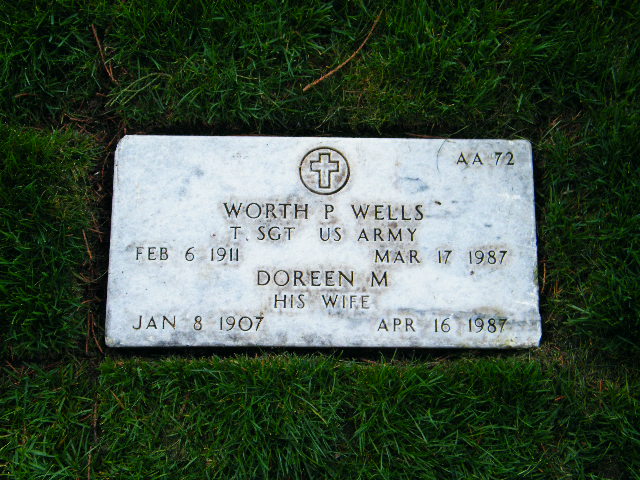 AA 72
WORTH P WELLS
T. SGT US ARMY
FEB 6 1911 MAR 17 1987
DOREEN M
HIS WIFE
JAN 8 1907 APR 16 1987